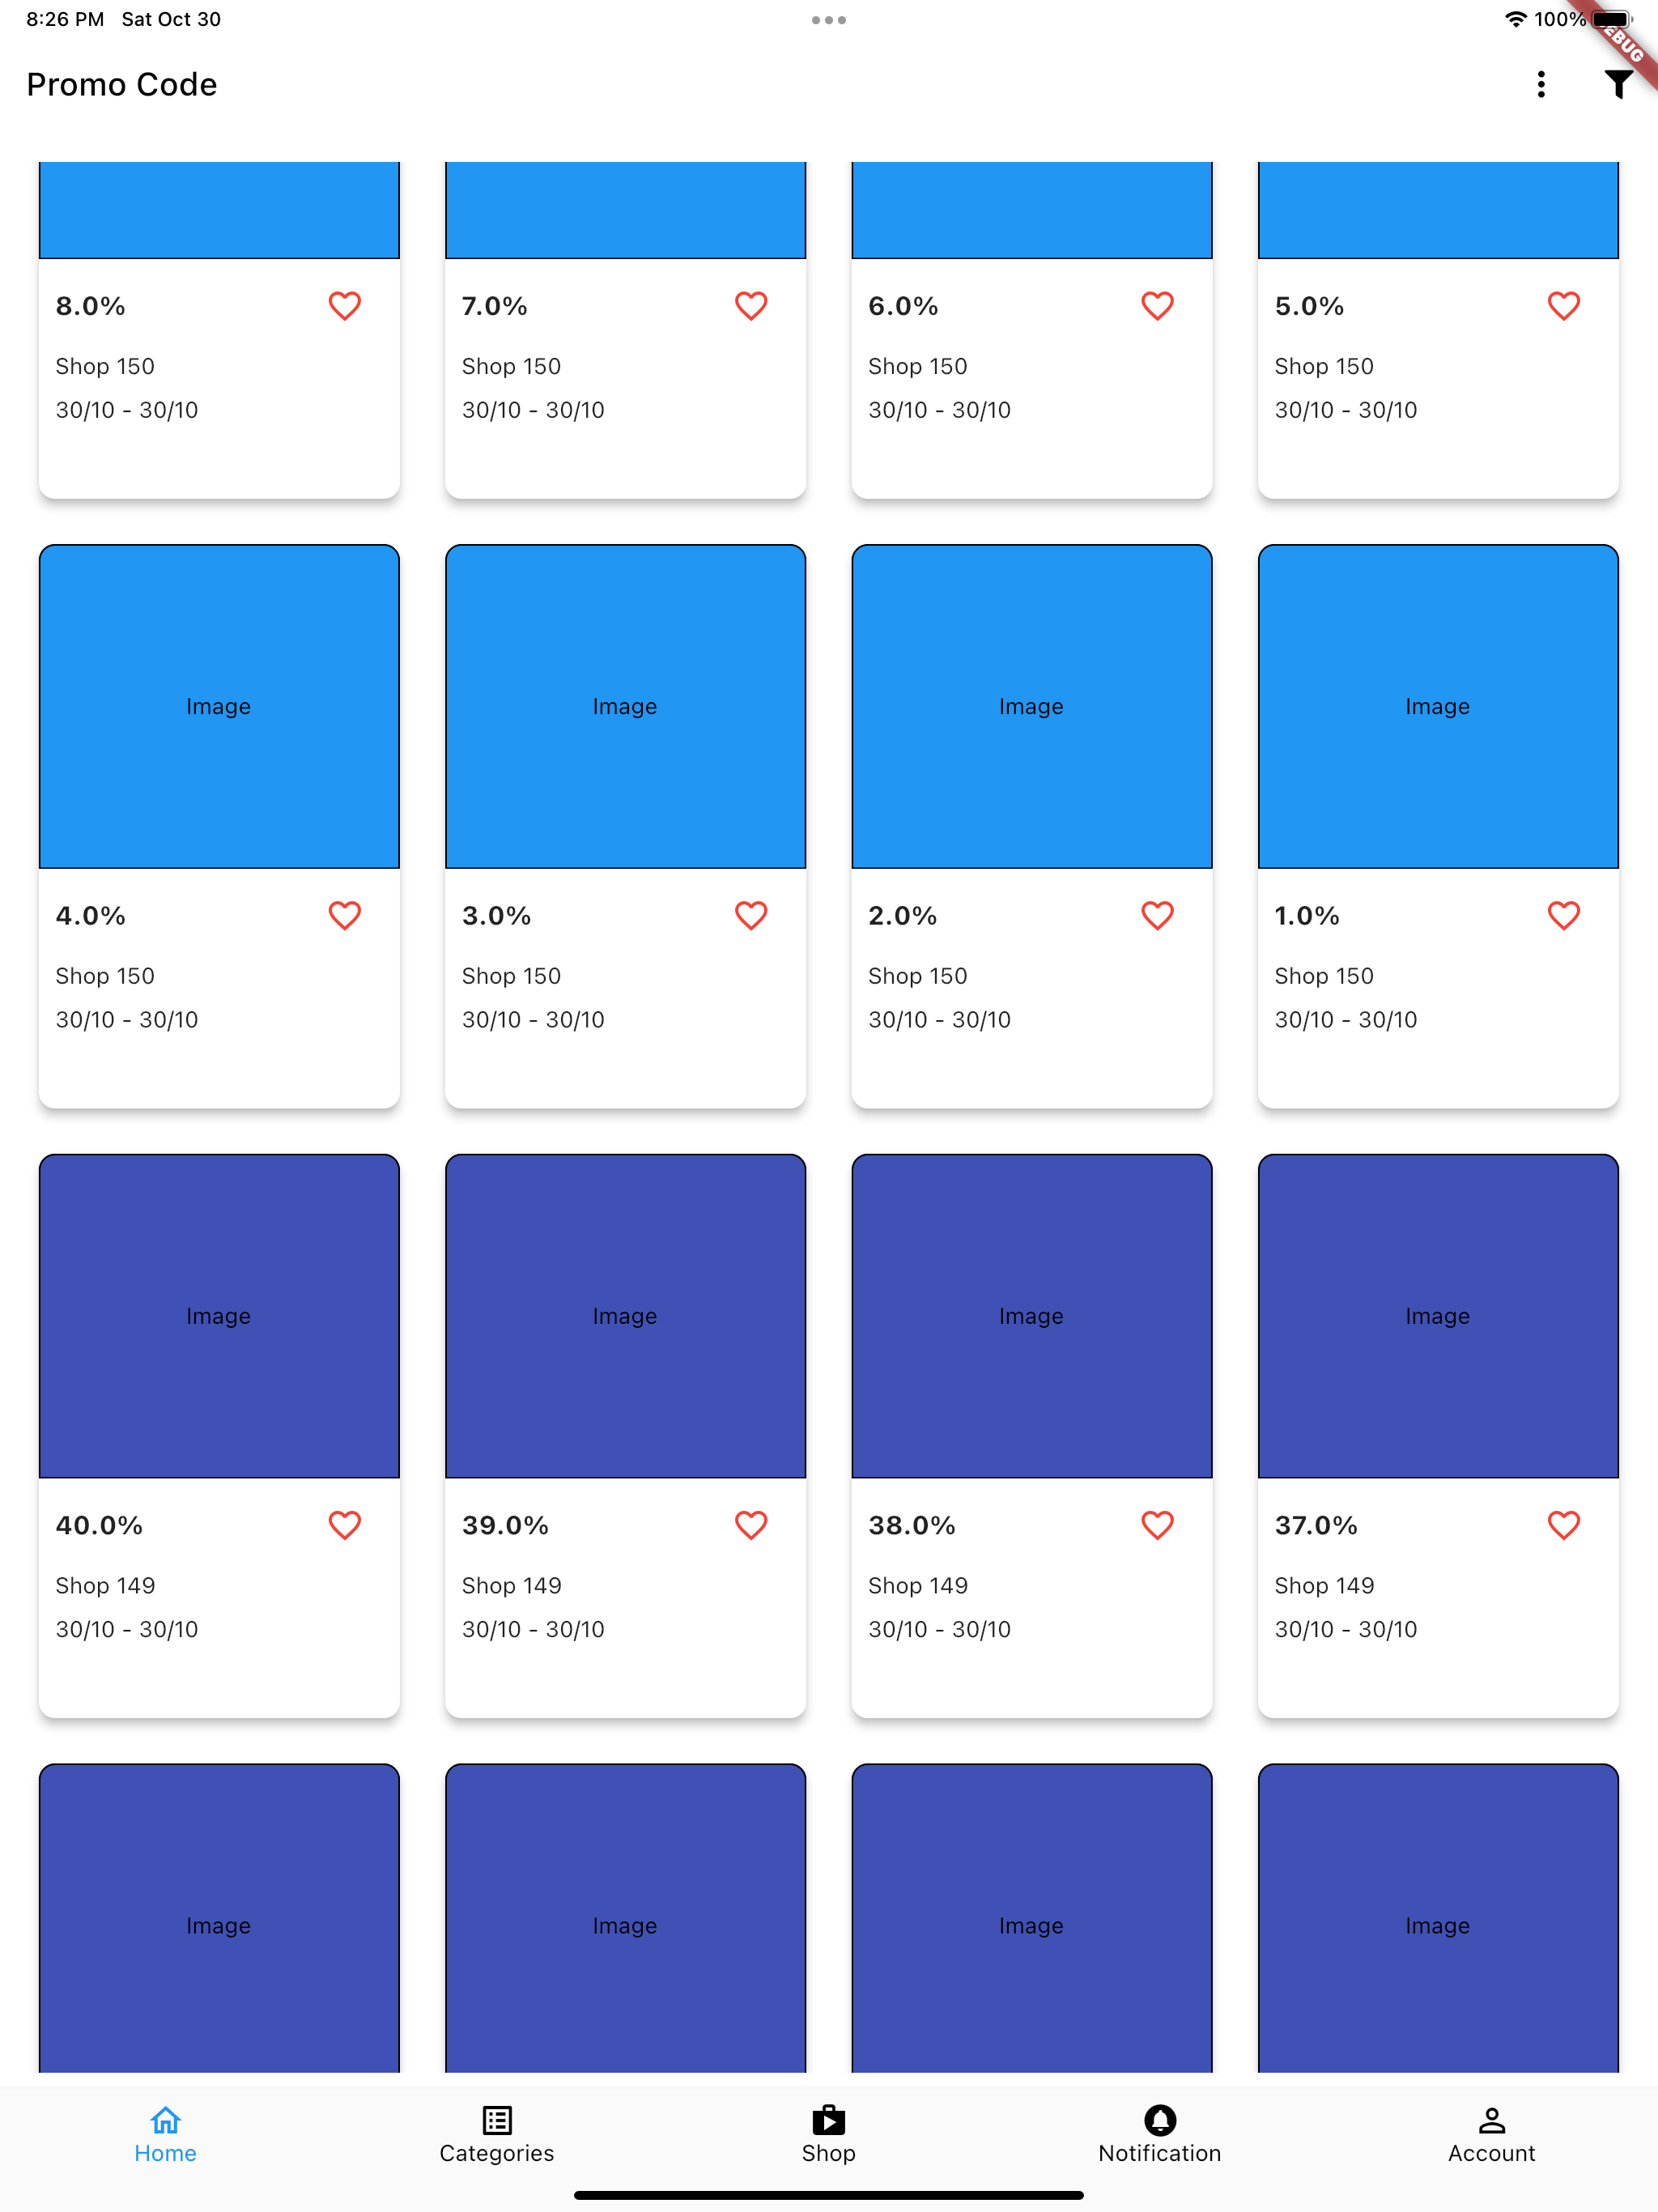 8:26 PM Sat Oct 30 100%
DEBUG
Promo Code
8.0% 7.0% 6.0% 5.0%
Shop 150 Shop 150 Shop 150 Shop 150
30/10 - 30/10 30/10 - 30/10 30/10 - 30/10 30/10 - 30/10
Image Image Image Image
4.0% 3.0% 2.0% 1.0%
Shop 150 Shop 150 Shop 150 Shop 150
30/10 - 30/10 30/10 - 30/10 30/10 - 30/10 30/10 - 30/10
Image Image Image Image
40.0% 39.0% 38.0% 37.0%
Shop 149 Shop 149 Shop 149 Shop 149
30/10 - 30/10 30/10 - 30/10 30/10 - 30/10 30/10 - 30/10
Image Image Image Image
Home Categories Shop Notification Account